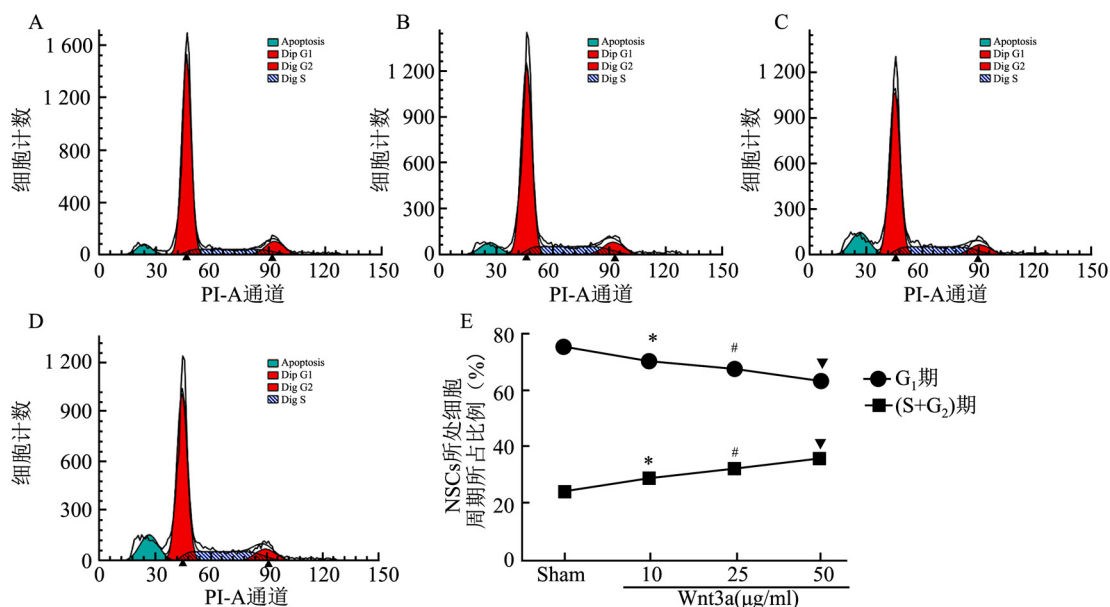 A
细胞计数
1 600
1 200
800
400
0
0 30 60 90 120 150
PI-A通道
Apoptosis
Dip G1
Dig G2
Dig S
B
细胞计数
1 200
900
600
300
0
0 30 60 90 120 150
PI-A通道
Apoptosis
Dip G1
Dig G2
Dig S
C
细胞计数
1 200
900
600
300
0
0 30 60 90 120 150
PI-A通道
Apoptosis
Dip G1
Dig G2
Dig S
D
细胞计数
1 200
900
600
300
0
0 30 60 90 120 150
PI-A通道
Apoptosis
Dip G1
Dig G2
Dig S
E
NSCs所处细胞
周期所占比例（%）
80
60
40
20
0
* #
* #
Sham 10 25 50
Wnt3a(μg/ml)
G₁期
(S+G₂)期